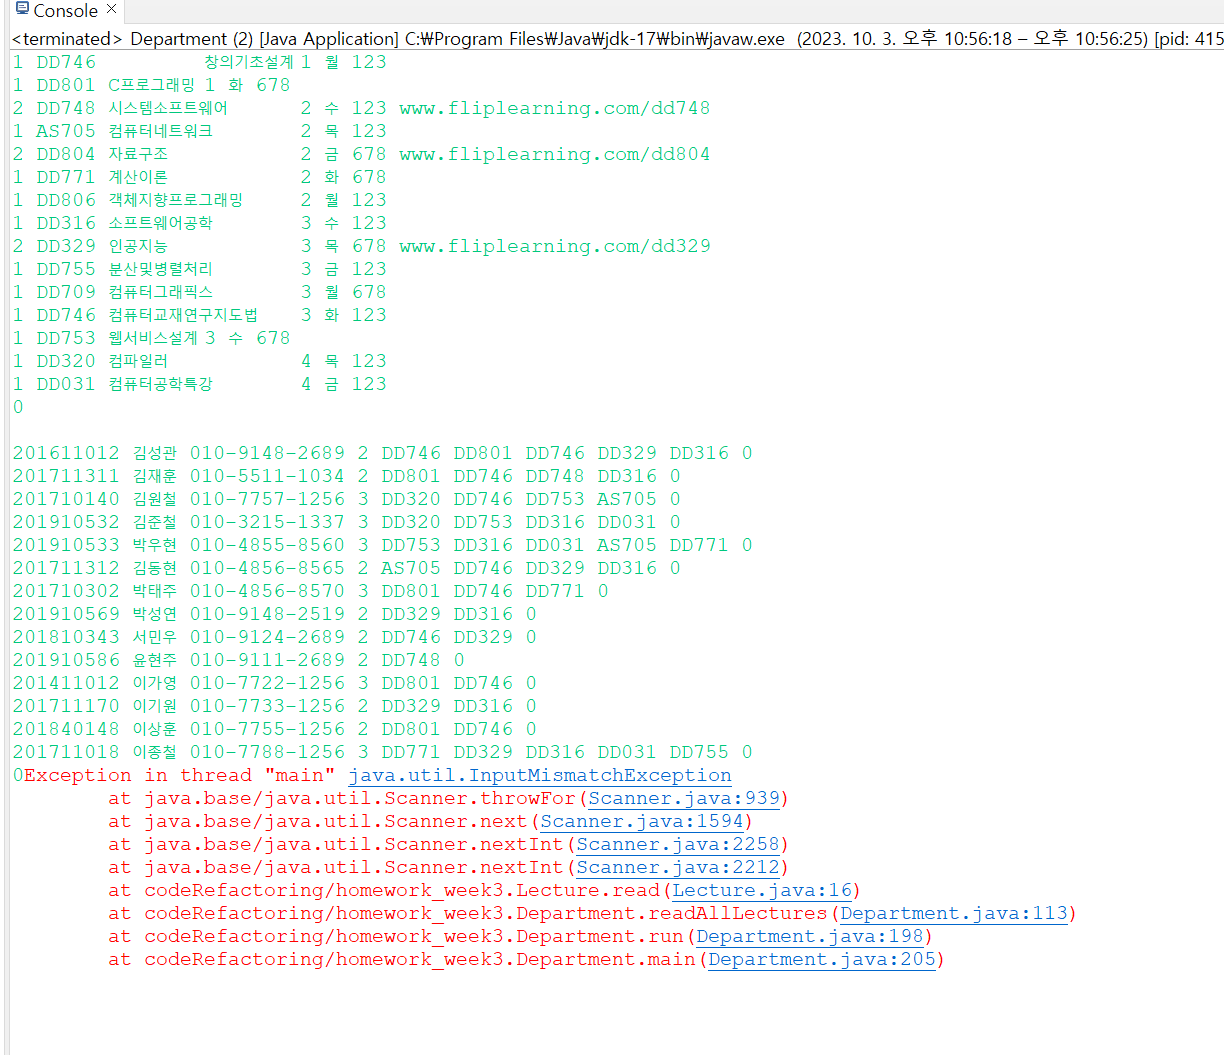 Console
<terminated> Department (2) [Java Application] C:₩Program Files₩Java₩jdk-17₩bin₩javaw.exe (2023. 10. 3. 오후 10:56:18 – 오후 10:56:25) [pid: 415
1 DD746 창의기초설계 1 월 123
1 DD801 C프로그래밍 1 화 678
2 DD748 시스템소프트웨어 2 수 123 www.fliplearning.com/dd748
1 AS705 컴퓨터네트워크 2 목 123
2 DD804 자료구조 2 금 678 www.fliplearning.com/dd804
1 DD771 계산이론 2 화 678
1 DD806 객체지향프로그래밍 2 월 123
1 DD316 소프트웨어공학 3 수 123
2 DD329 인공지능 3 목 678 www.fliplearning.com/dd329
1 DD755 분산및병렬처리 3 금 123
1 DD709 컴퓨터그래픽스 3 월 678
1 DD746 컴퓨터교재연구지도법 3 화 123
1 DD753 웹서비스설계 3 수 678
1 DD320 컴파일러 4 목 123
1 DD031 컴퓨터공학특강 4 금 123
0
201611012 김성관 010-9148-2689 2 DD746 DD801 DD746 DD329 DD316 0
201711311 김재훈 010-5511-1034 2 DD801 DD746 DD748 DD316 0
201710140 김원철 010-7757-1256 3 DD320 DD746 DD753 AS705 0
201910532 김준철 010-3215-1337 3 DD320 DD753 DD316 DD031 0
201910533 박우현 010-4855-8560 3 DD753 DD316 DD031 AS705 DD771 0
201711312 김동현 010-4856-8565 2 AS705 DD746 DD329 DD316 0
201710302 박태주 010-4856-8570 3 DD801 DD746 DD771 0
201910569 박성연 010-9148-2519 2 DD329 DD316 0
201810343 서민우 010-9124-2689 2 DD746 DD329 0
201910586 윤현주 010-9111-2689 2 DD748 0
201411012 이가영 010-7722-1256 3 DD801 DD746 0
201711170 이기원 010-7733-1256 2 DD329 DD316 0
201840148 이상훈 010-7755-1256 2 DD801 DD746 0
201711018 이종철 010-7788-1256 3 DD771 DD329 DD316 DD031 DD755 0
0Exception in thread "main" java.util.InputMismatchException
at java.base/java.util.Scanner.throwFor(Scanner.java:939)
at java.base/java.util.Scanner.next(Scanner.java:1594)
at java.base/java.util.Scanner.nextInt(Scanner.java:2258)
at java.base/java.util.Scanner.nextInt(Scanner.java:2212)
at codeRefactoring/homework_week3.Lecture.read(Lecture.java:16)
at codeRefactoring/homework_week3.Department.readAllLectures(Department.java:113)
at codeRefactoring/homework_week3.Department.run(Department.java:198)
at codeRefactoring/homework_week3.Department.main(Department.java:205)